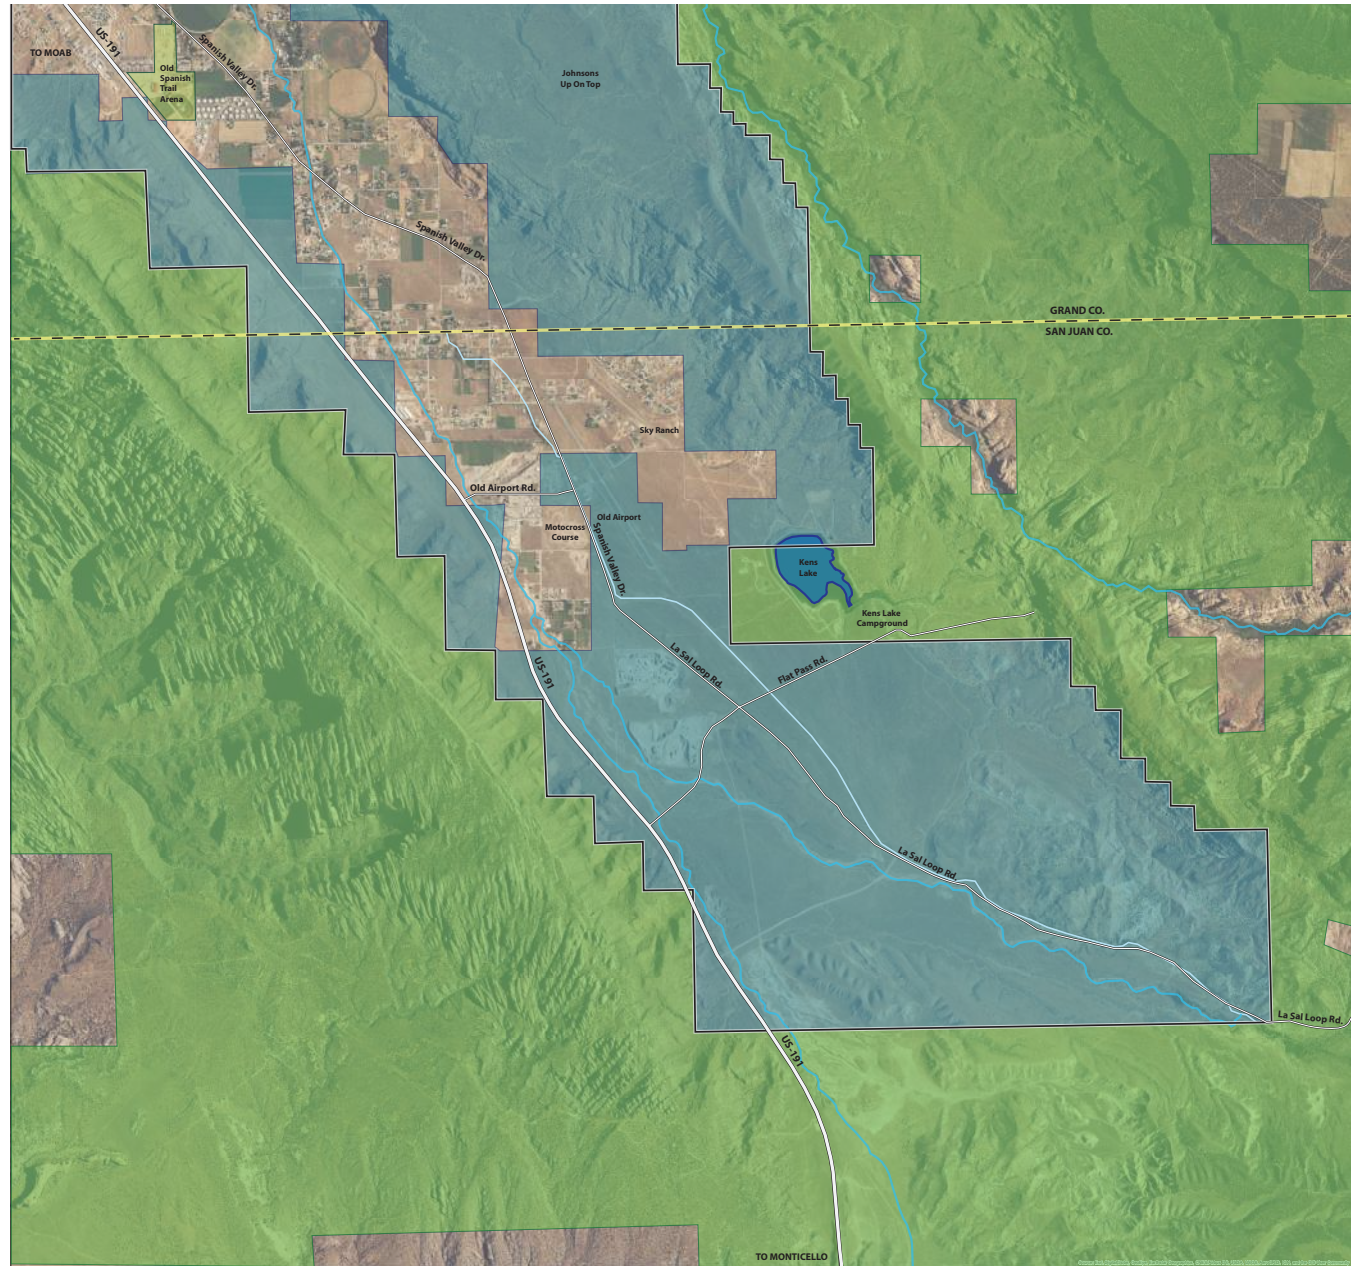 US-191
TO MOAB
Spanish Valley Dr.
Old
Spanish
Trail
Arena
Johnsons
Up On Top
Spanish Valley Dr.
GRAND CO.
SAN JUAN CO.
Sky Ranch
Old Airport Rd.
Old Airport
Motocross
Course
Spanish Valley Dr.
Kens
Lake
Kens Lake
Campground
La Sal Loop Rd.
Flat Pass Rd.
US-191
La Sal Loop Rd.
La Sal Loop Rd.
US-191
TO MONTICELLO